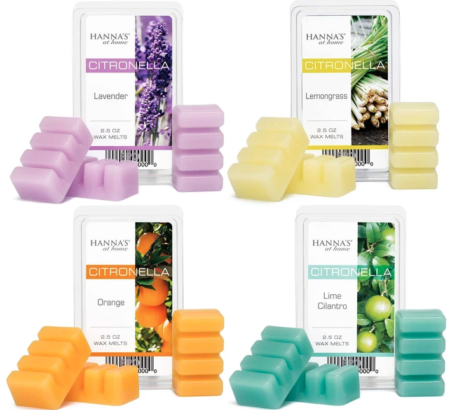 HANNA'S
at home
CITRONELLA
Lavender
2.5 OZ
WAX MELTS
HANNA'S
at home
CITRONELLA
Lemongrass
2.5 OZ
WAX MELTS
HANNA'S
at home
CITRONELLA
Orange
2.5 OZ
WAX MELTS
HANNA'S
at home
CITRONELLA
Lime
Cilantro
2.5 OZ
WAX MELTS